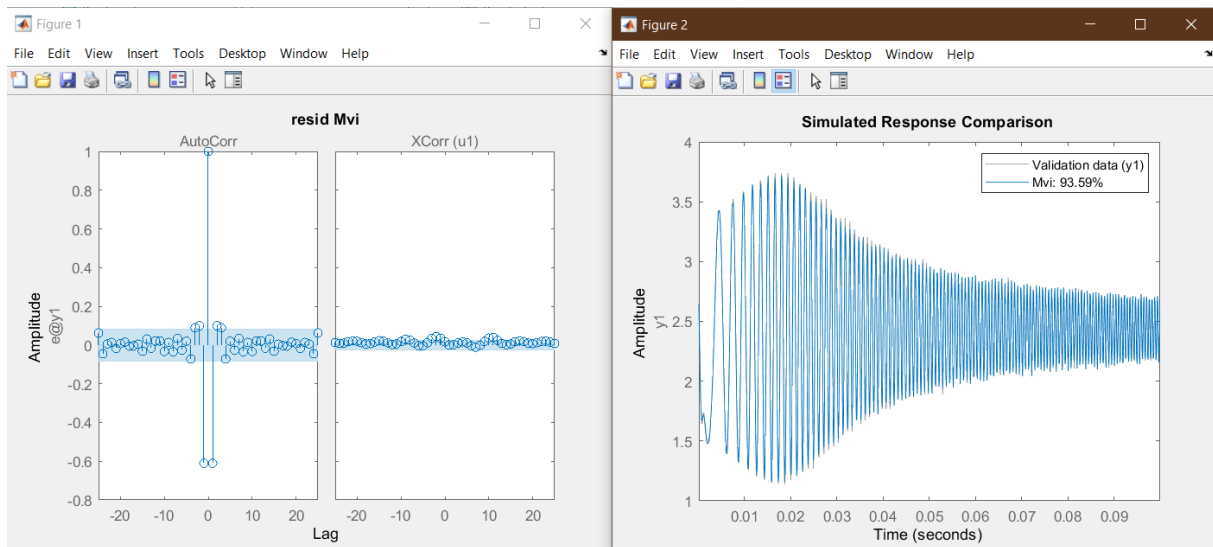 Figure 1
File Edit View Insert Tools Desktop Window Help
resid Mvi
AutoCorr
XCorr (u1)
1
0.8
0.6
0.4
0.2
0
-0.2
-0.4
-0.6
-0.8
Amplitude
e@y1
-20 -10 0 10 20
-20 -10 0 10 20
Lag
Figure 2
File Edit View Insert Tools Desktop Window Help
Simulated Response Comparison
Validation data (y1)
Mvi: 93.59%
4
3.5
3
2.5
2
1.5
1
Amplitude
y1
0.01 0.02 0.03 0.04 0.05 0.06 0.07 0.08 0.09
Time (seconds)